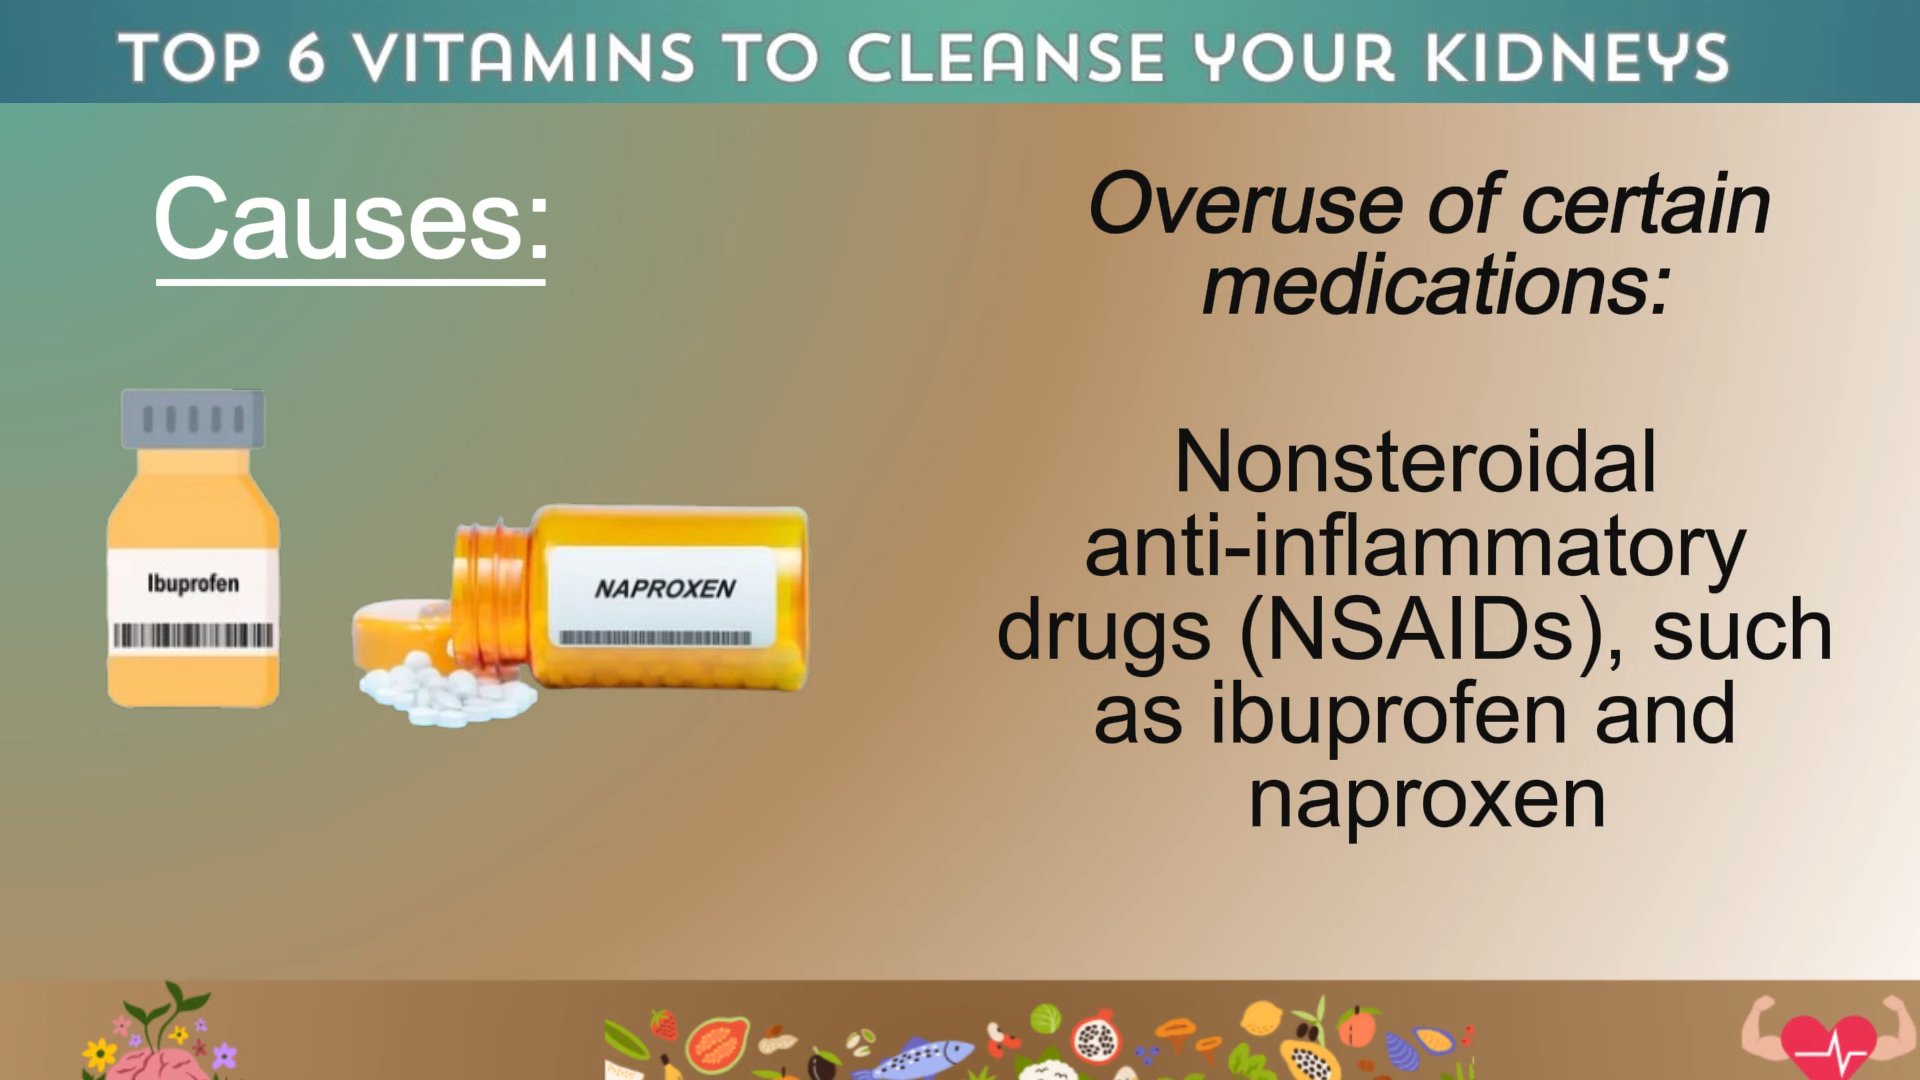 TOP 6 VITAMINS TO CLEANSE YOUR KIDNEYS
Causes:
Overuse of certain
medications:
Ibuprofen
NAPROXEN
Nonsteroidal
anti-inflammatory
drugs (NSAIDs), such
as ibuprofen and
naproxen